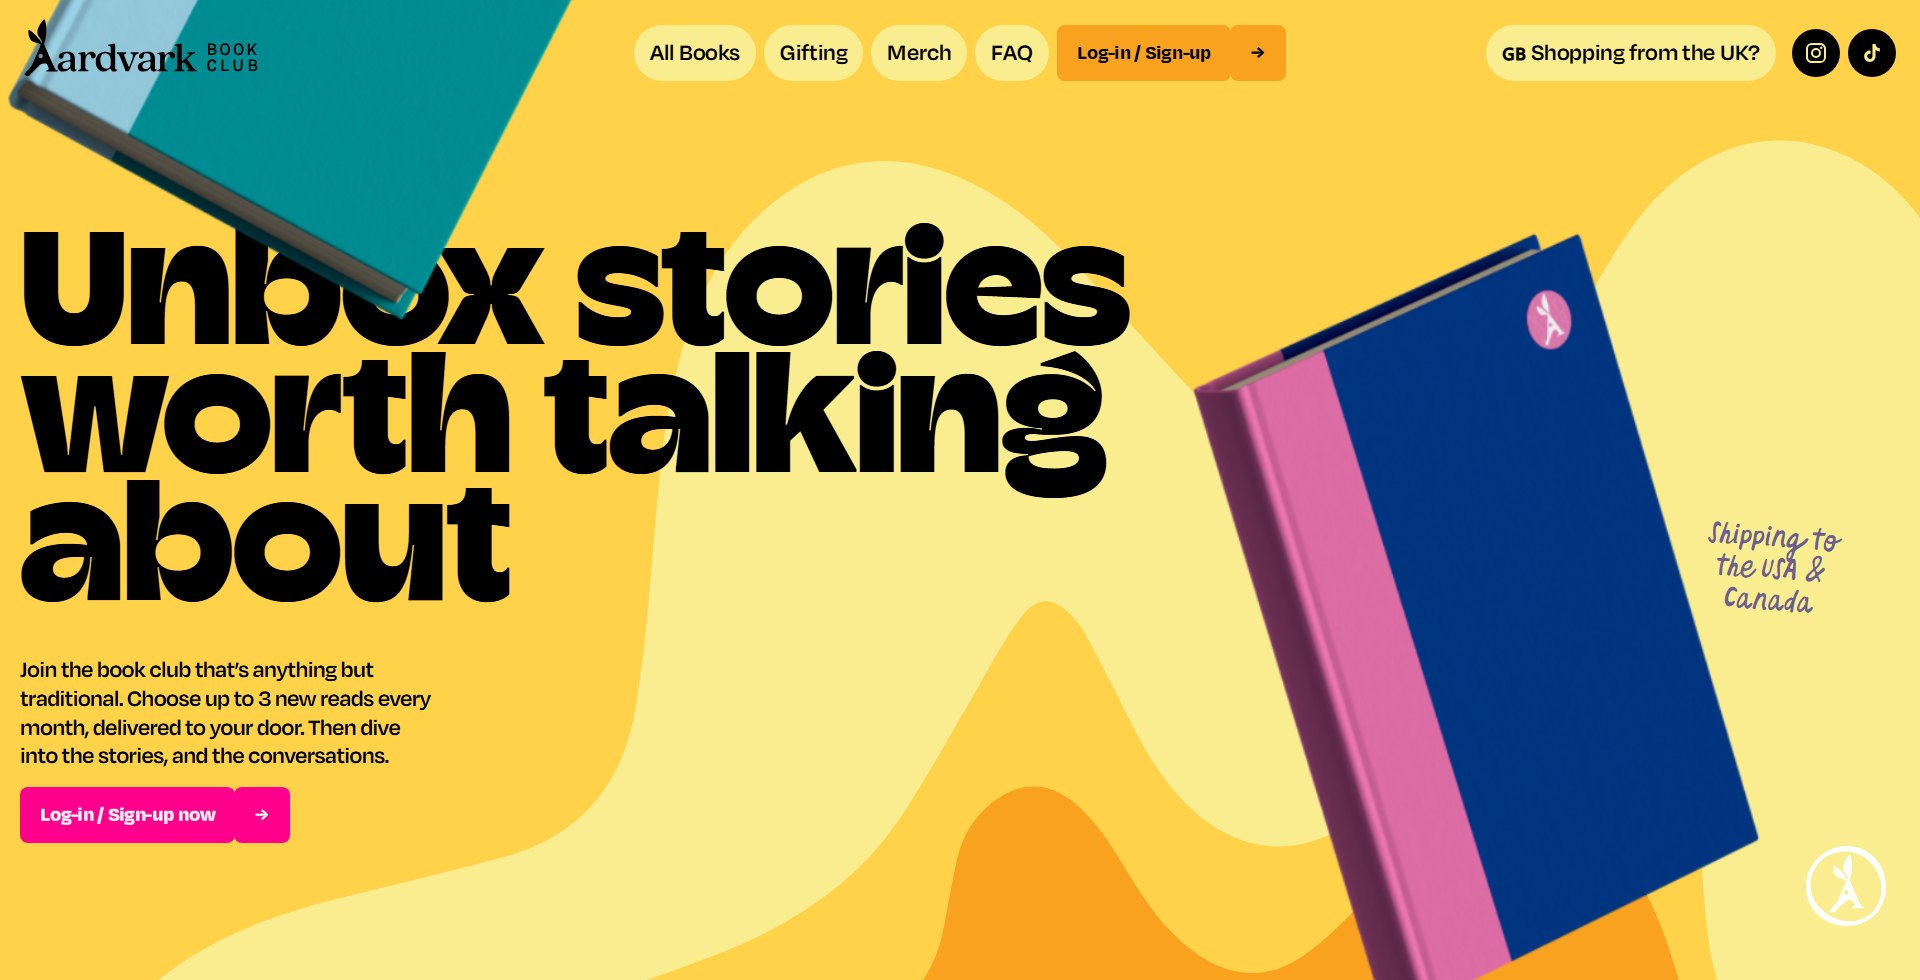 Aardvark BOOK CLUB
All Books
Gifting
Merch
FAQ
Log-in / Sign-up
GB Shopping from the UK?
Unbox stories
worth talking
about
Shipping to
the USA &
Canada
Join the book club that's anything but
traditional. Choose up to 3 new reads every
month, delivered to your door. Then dive
into the stories, and the conversations.
Log-in / Sign-up now